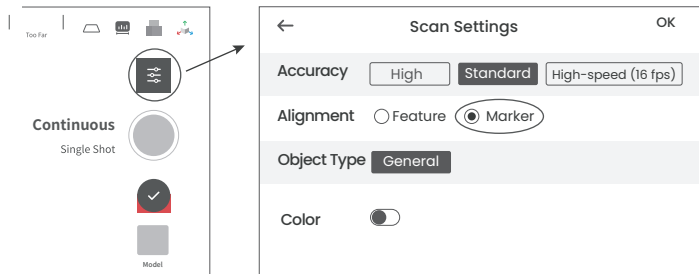 Too Far
Continuous
Single Shot
Model
Scan Settings
OK
Accuracy High Standard High-speed (16 fps)
Alignment Feature Marker
Object Type General
Color